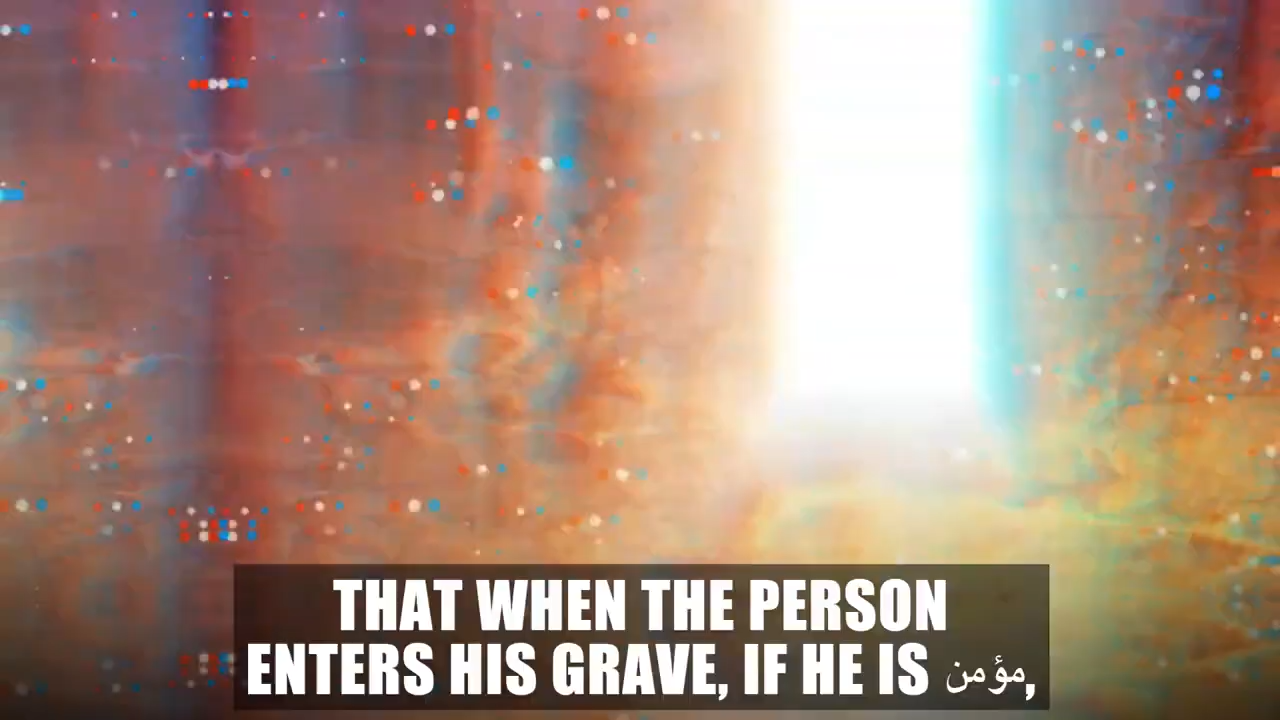 THAT WHEN THE PERSON
ENTERS HIS GRAVE, IF HE IS مؤمن,